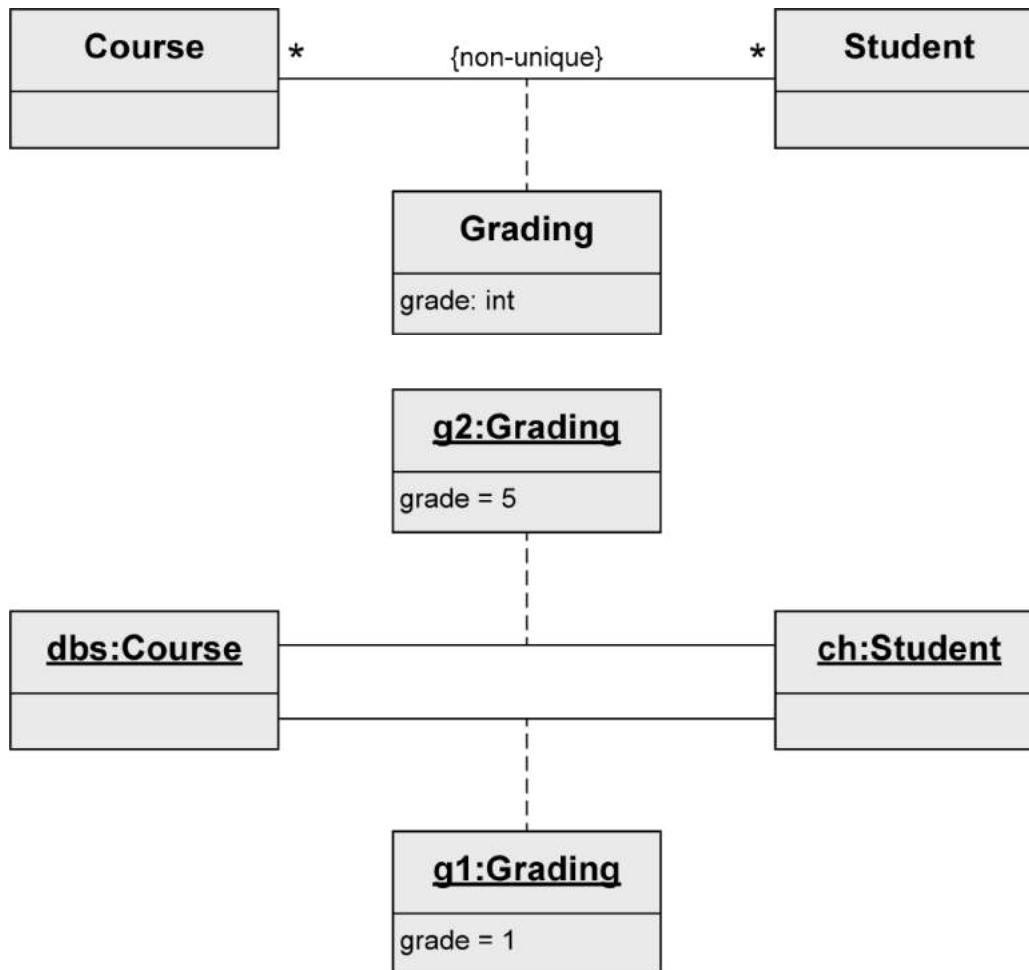 Course * {non-unique} * Student
Grading
grade: int
g2:Grading
grade = 5
dbs:Course ch:Student
g1:Grading
grade = 1